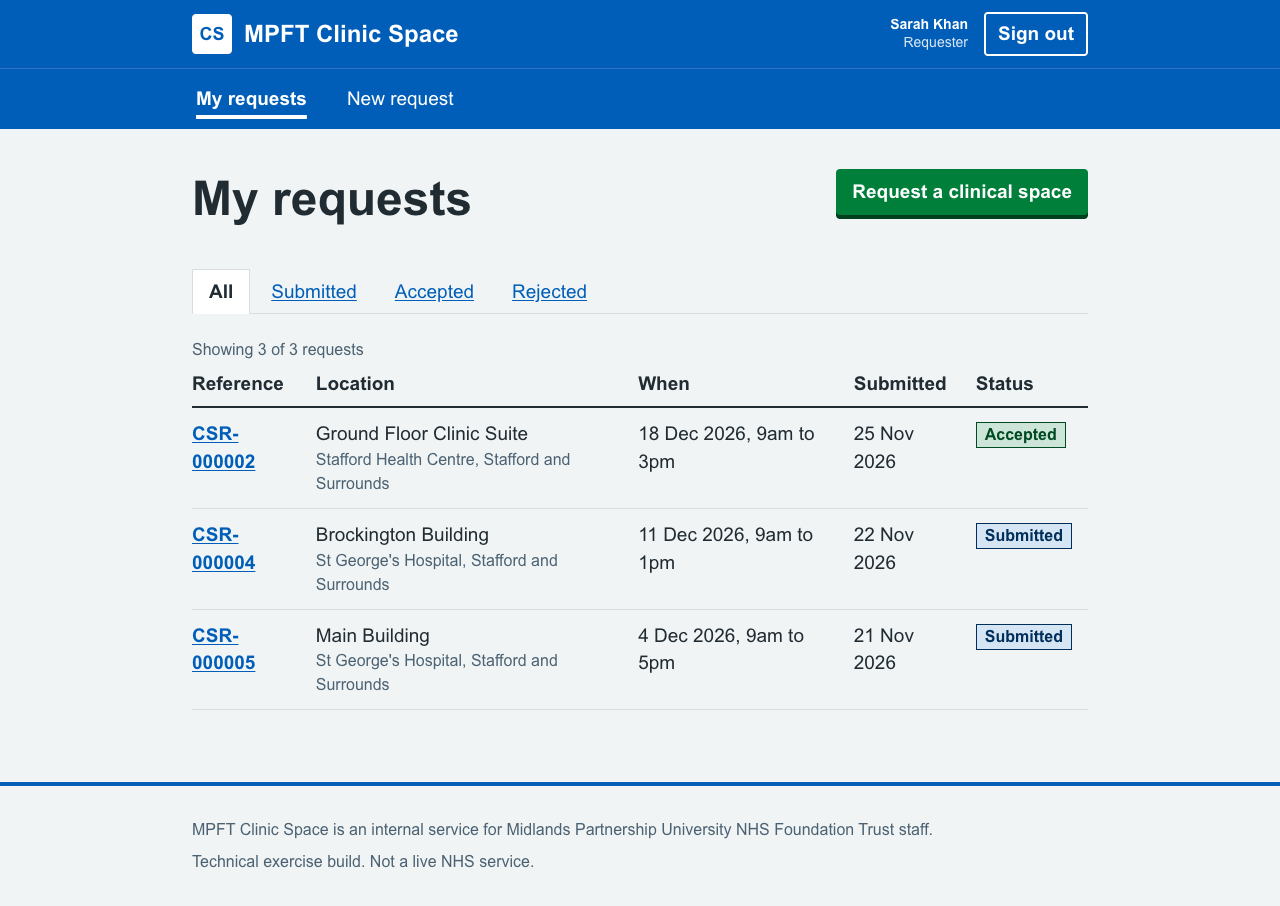 CS MPFT Clinic Space
Sarah Khan
Requester
Sign out
My requests New request
My requests
Request a clinical space
All Submitted Accepted Rejected
Showing 3 of 3 requests
Reference Location When Submitted Status
CSR-
000002
Ground Floor Clinic Suite
Stafford Health Centre, Stafford and
Surrounds
18 Dec 2026, 9am to
3pm
25 Nov
2026
Accepted
CSR-
000004
Brockington Building
St George's Hospital, Stafford and
Surrounds
11 Dec 2026, 9am to
1pm
22 Nov
2026
Submitted
CSR-
000005
Main Building
St George's Hospital, Stafford and
Surrounds
4 Dec 2026, 9am to
5pm
21 Nov
2026
Submitted
MPFT Clinic Space is an internal service for Midlands Partnership University NHS Foundation Trust staff.
Technical exercise build. Not a live NHS service.